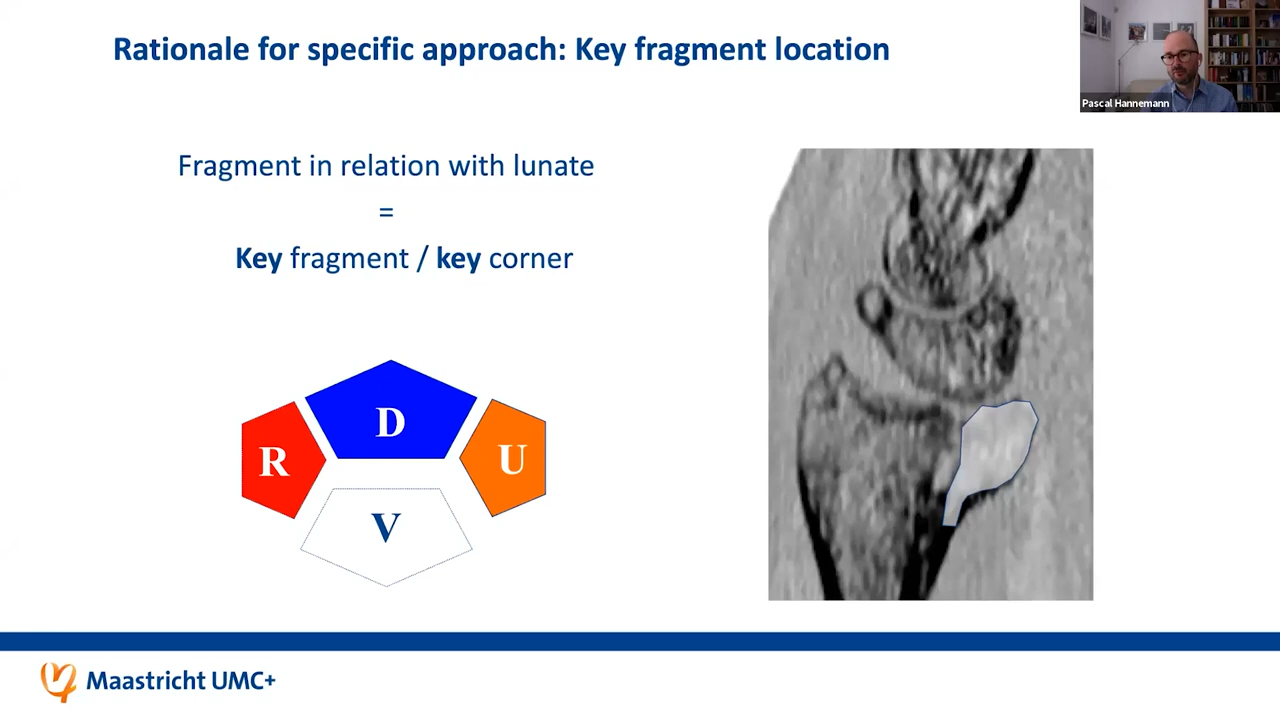 Rationale for specific approach: Key fragment location
Pascal Hannemann
Fragment in relation with lunate
=
Key fragment / key corner
D
R
U
V
Maastricht UMC+